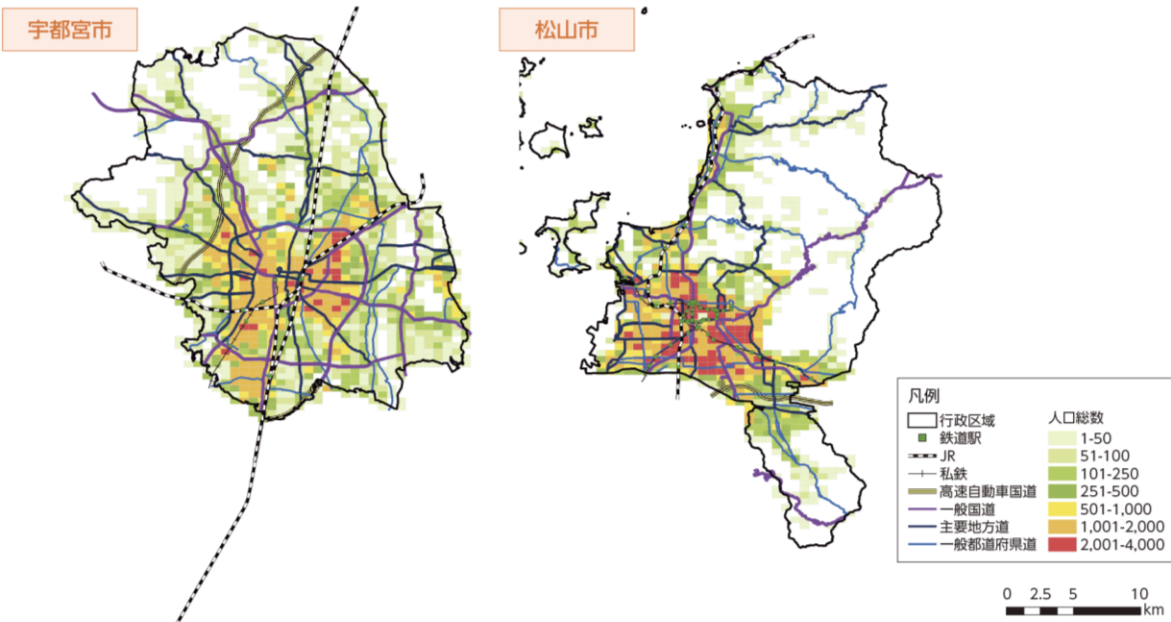 宇都宮市
松山市
凡例
行政区域
鉄道駅
JR
私鉄
高速自動車国道
一般国道
主要地方道
一般都道府県道
人口総数
1-50
51-100
101-250
251-500
501-1,000
1,001-2,000
2,001-4,000
0 2.5 5 10
km